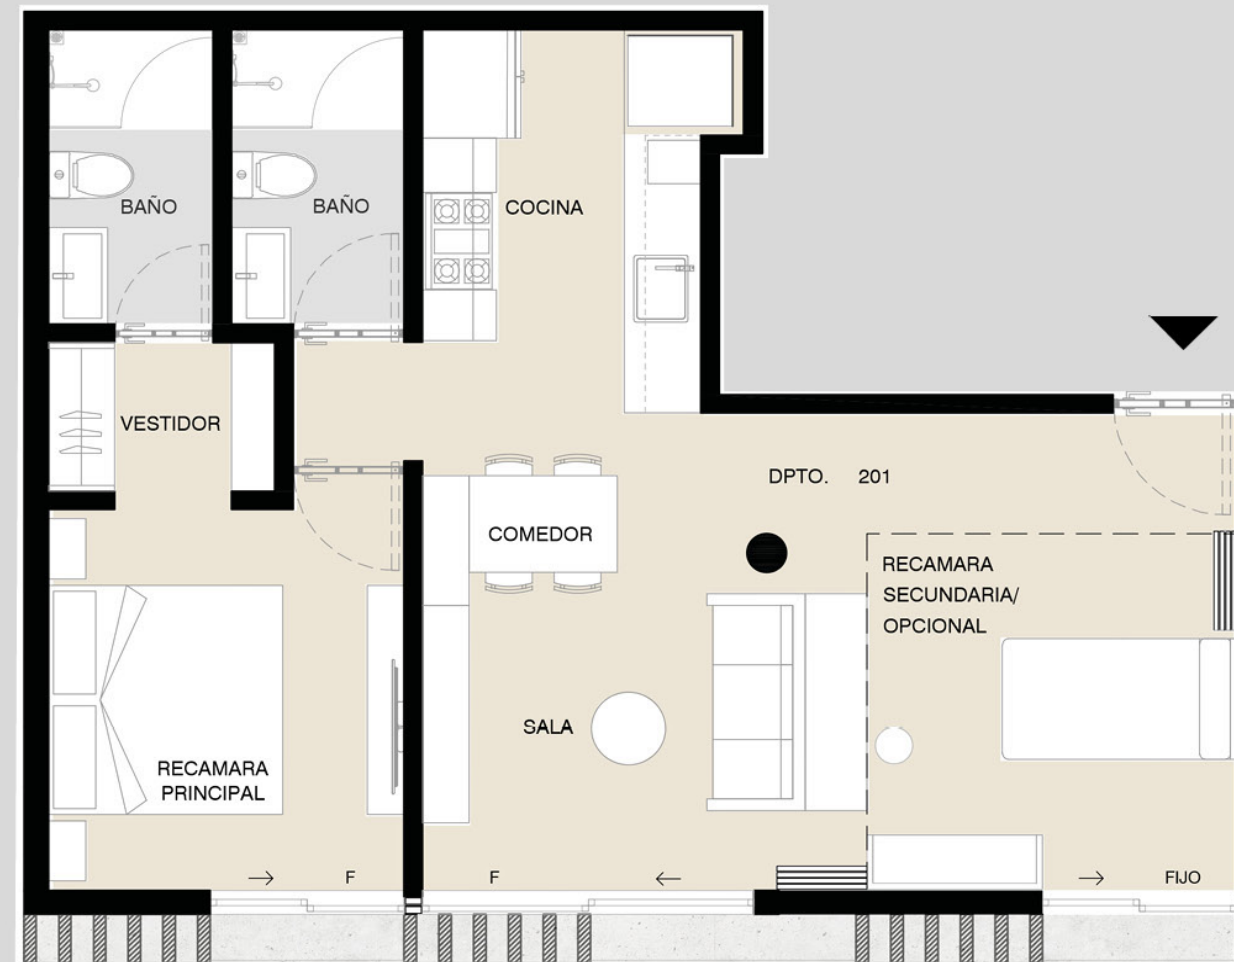 BAÑO
BAÑO
COCINA
VESTIDOR
DPTO. 201
COMEDOR
RECAMARA
SECUNDARIA/
OPCIONAL
SALA
RECAMARA
PRINCIPAL
F
F
FIJO